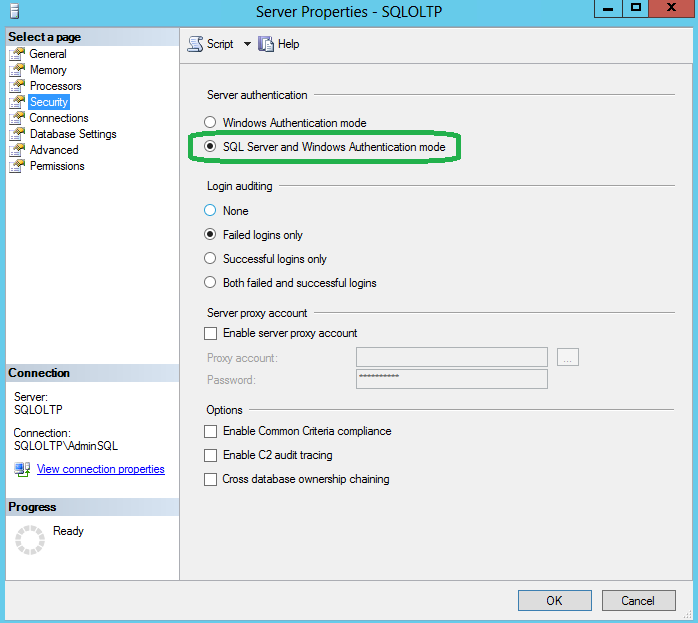 Server Properties - SQLOLTP
Select a page
General
Memory
Processors
Security
Connections
Database Settings
Advanced
Permissions
Connection
Server:
SQLOLTP
Connection:
SQLOLTP\AdminSQL
View connection properties
Progress
Ready
Script
Help
Server authentication
Windows Authentication mode
SQL Server and Windows Authentication mode
Login auditing
None
Failed logins only
Successful logins only
Both failed and successful logins
Server proxy account
Enable server proxy account
Proxy account:
...
Password:
**********
Options
Enable Common Criteria compliance
Enable C2 audit tracing
Cross database ownership chaining
OK
Cancel